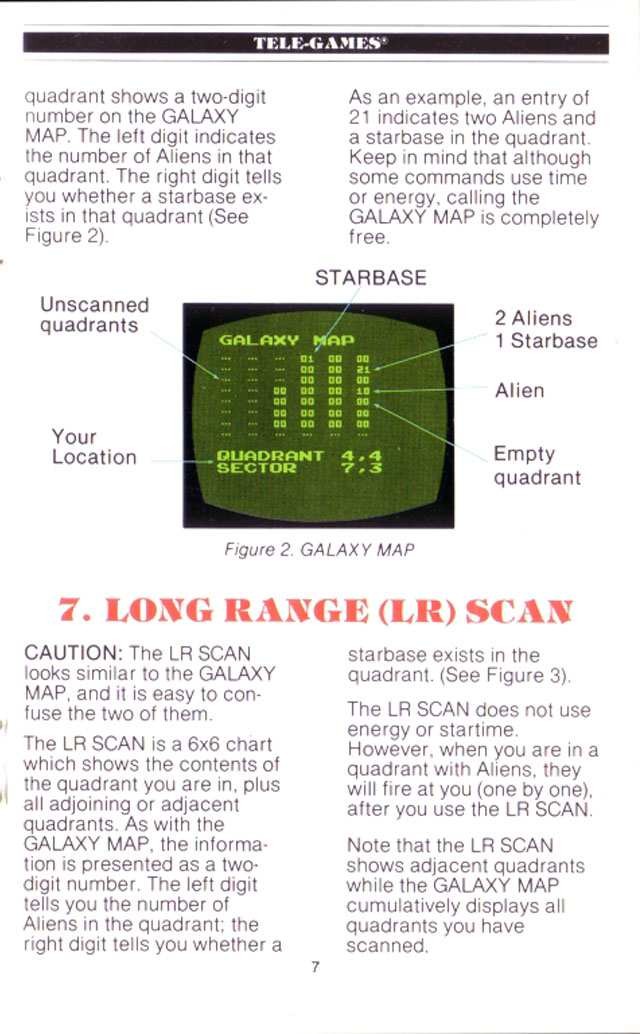 TELE-GAMES®
quadrant shows a two-digit
number on the GALAXY
MAP. The left digit indicates
the number of Aliens in that
quadrant. The right digit tells
you whether a starbase ex-
ists in that quadrant (See
Figure 2).
As an example, an entry of
21 indicates two Aliens and
a starbase in the quadrant.
Keep in mind that although
some commands use time
or energy, calling the
GALAXY MAP is completely
free.
STARBASE
Unscanned
quadrants
Your
Location
GALAXY MAP
... ... ... 01 00 00
... ... ... 00 00 21
... ... ... 00 00 00
... ... 00 00 00 10
... ... 00 00 00 00
... ... 00 00 00 00
... ... 00 00 00 00
... ... ... ... ... ...
QUADRANT 4,4
SECTOR 7,3
2 Aliens
1 Starbase
Alien
Empty
quadrant
Figure 2. GALAXY MAP
7. LONG RANGE (LR) SCAN
CAUTION: The LR SCAN
looks similar to the GALAXY
MAP, and it is easy to con-
fuse the two of them.
The LR SCAN is a 6x6 chart
which shows the contents of
the quadrant you are in, plus
all adjoining or adjacent
quadrants. As with the
GALAXY MAP, the informa-
tion is presented as a two-
digit number. The left digit
tells you the number of
Aliens in the quadrant; the
right digit tells you whether a
starbase exists in the
quadrant. (See Figure 3).
The LR SCAN does not use
energy or startime.
However, when you are in a
quadrant with Aliens, they
will fire at you (one by one),
after you use the LR SCAN.
Note that the LR SCAN
shows adjacent quadrants
while the GALAXY MAP
cumulatively displays all
quadrants you have
scanned.
7